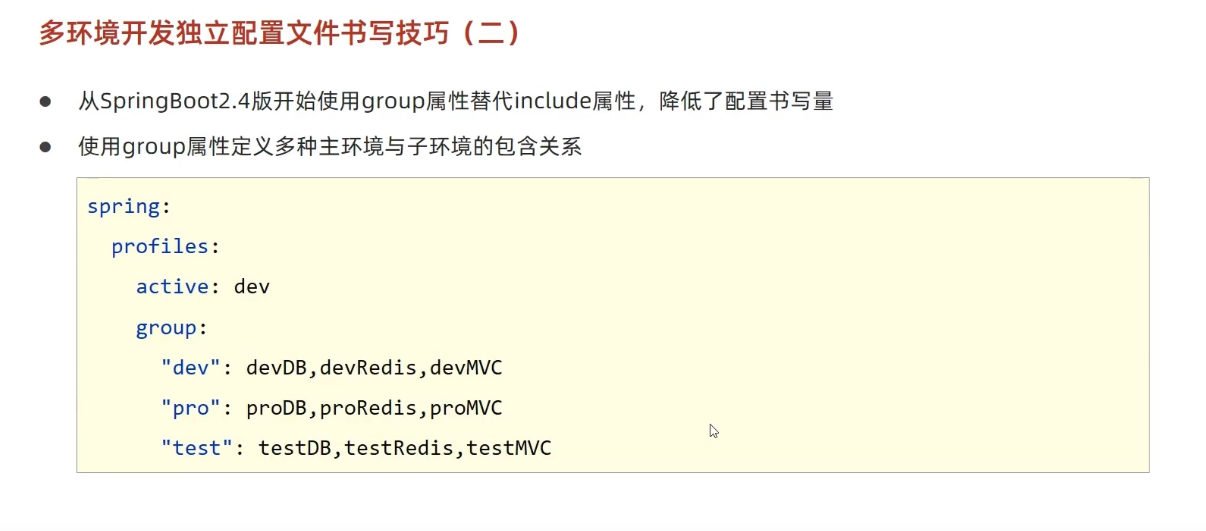 多环境开发独立配置文件书写技巧（二）
● 从SpringBoot2.4版开始使用group属性替代include属性，降低了配置书写量
● 使用group属性定义多种主环境与子环境的包含关系
spring:
  profiles:
    active: dev
    group:
      "dev": devDB,devRedis,devMVC
      "pro": proDB,proRedis,proMVC
      "test": testDB,testRedis,testMVC